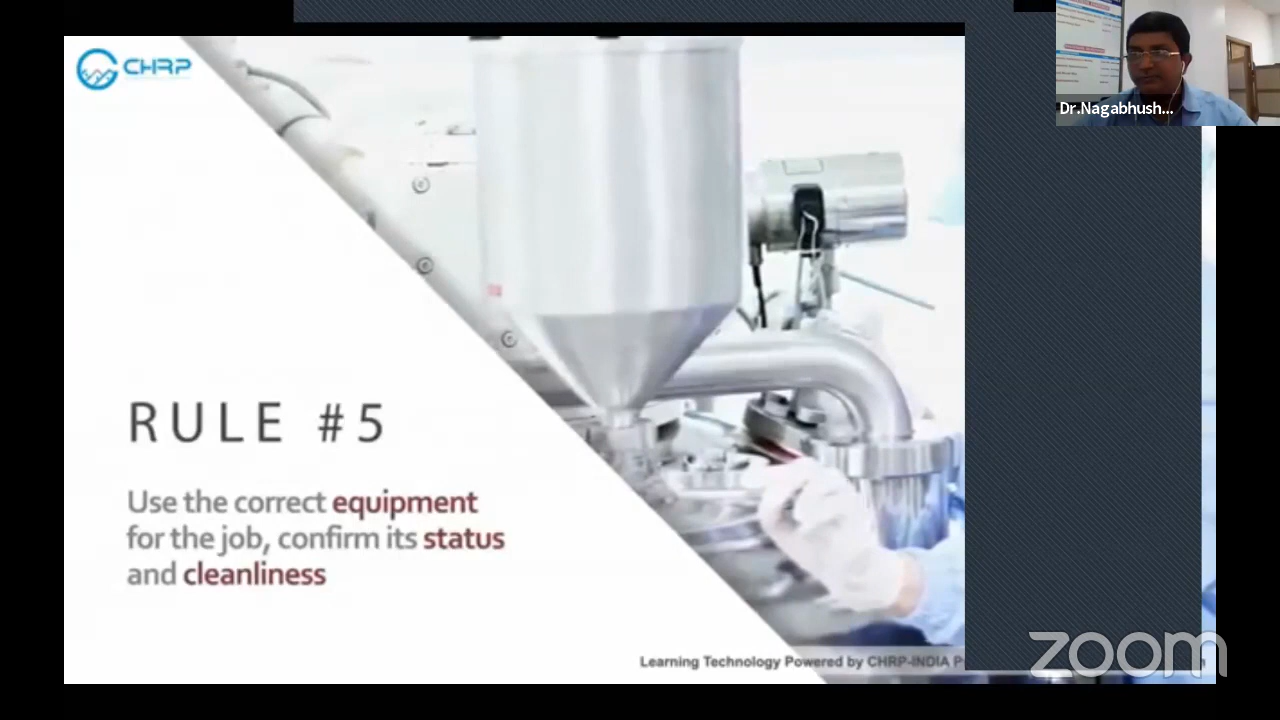 CHRP
Dr.Nagabhush...
RULE #5
Use the correct equipment
for the job, confirm its status
and cleanliness
Learning Technology Powered by CHRP-INDIA P
zoom